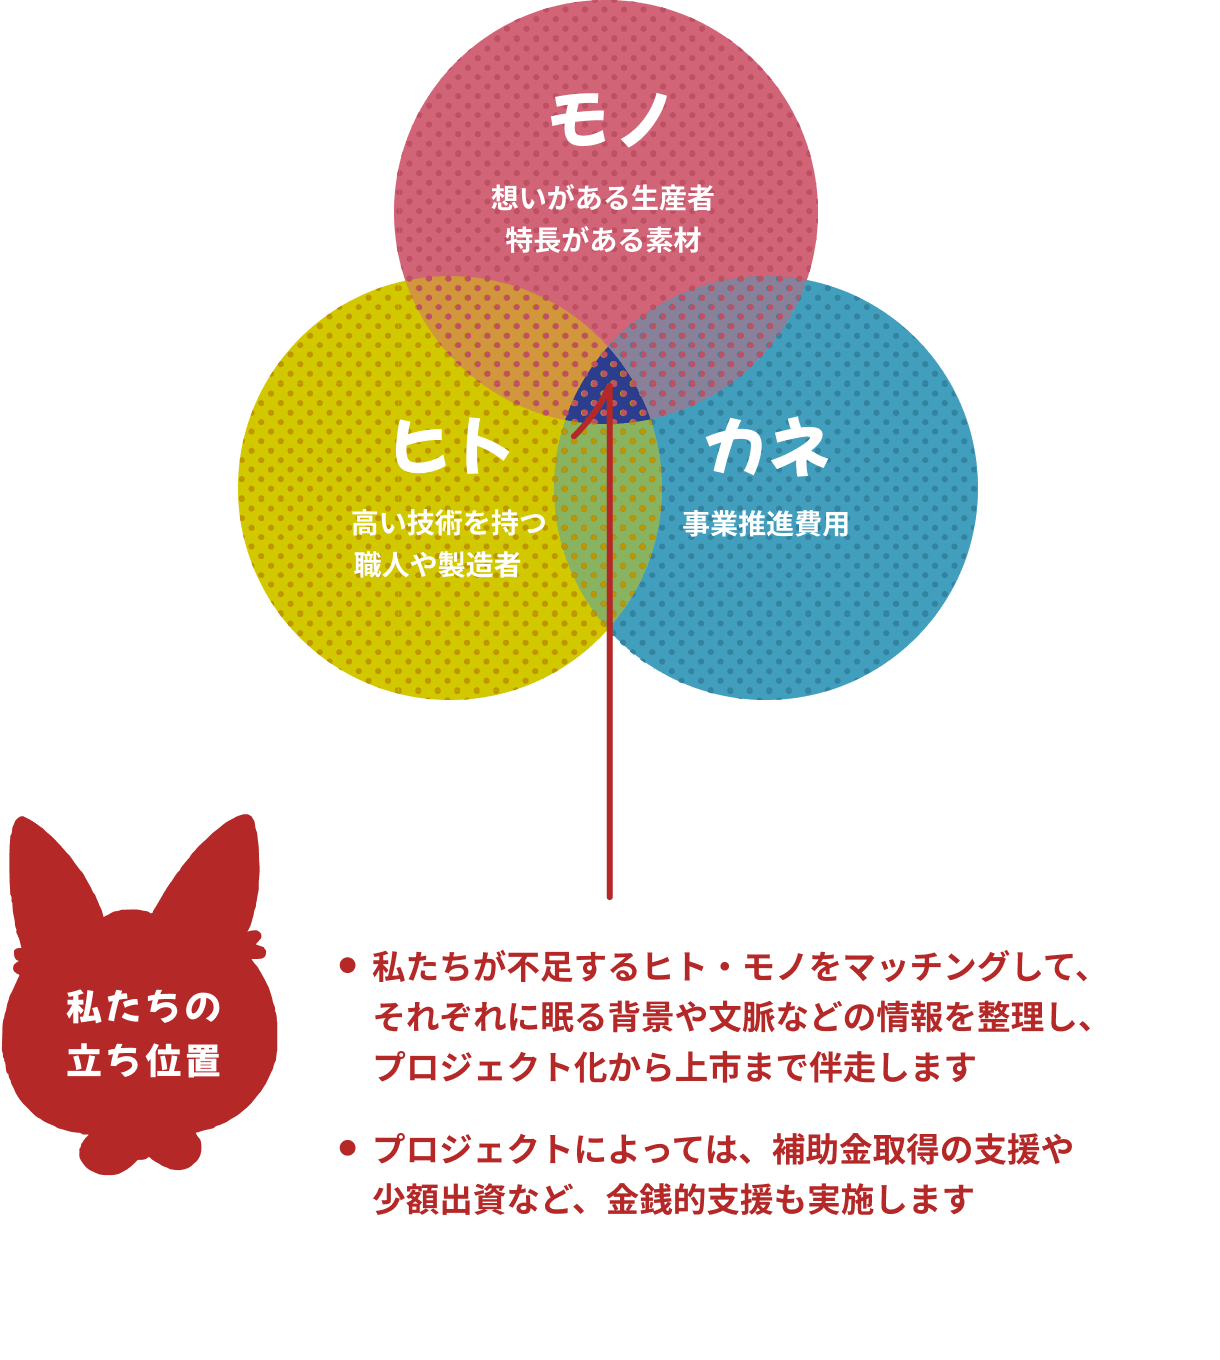 モノ
想いがある生産者
特長がある素材
ヒト
高い技術を持つ
職人や製造者
カネ
事業推進費用
私たちの
立ち位置
● 私たちが不足するヒト・モノをマッチングして、
それぞれに眠る背景や文脈などの情報を整理し、
プロジェクト化から上市まで伴走します
● プロジェクトによっては、補助金取得の支援や
少額出資など、金銭的支援も実施します